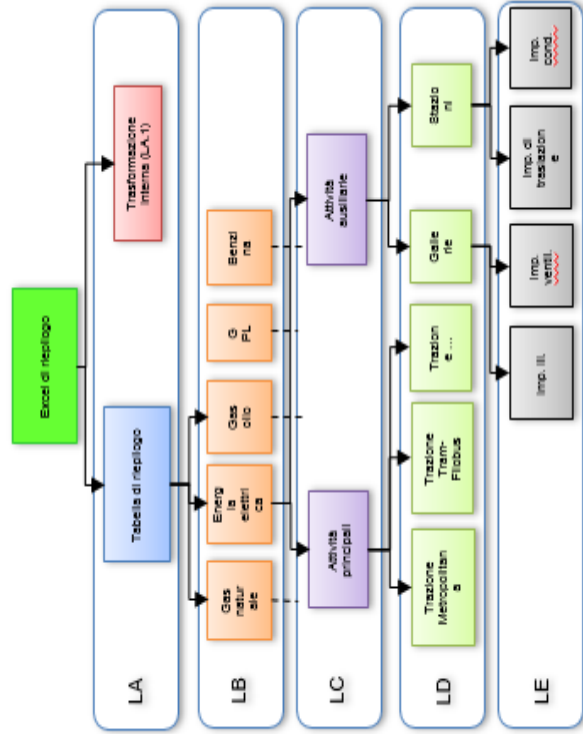 Excel di riepilogo
LA
Tabella di riepilogo
Trasformazione
Interna (LA.1)
LB
Gas
natur
ale
Energ
ia
elettri
ca
Gas
olio
G
PL
Benzi
na
LC
Attività
principali
Attività
ausiliarie
LD
Trazione
Metropolitan
a
Trazione
Tram-
Filobus
Trazion
e ...
Galle
rie
Stazio
ni
LE
Imp. ill.
Imp.
ventil.
Imp. di
traslazion
e
Imp.
cond.